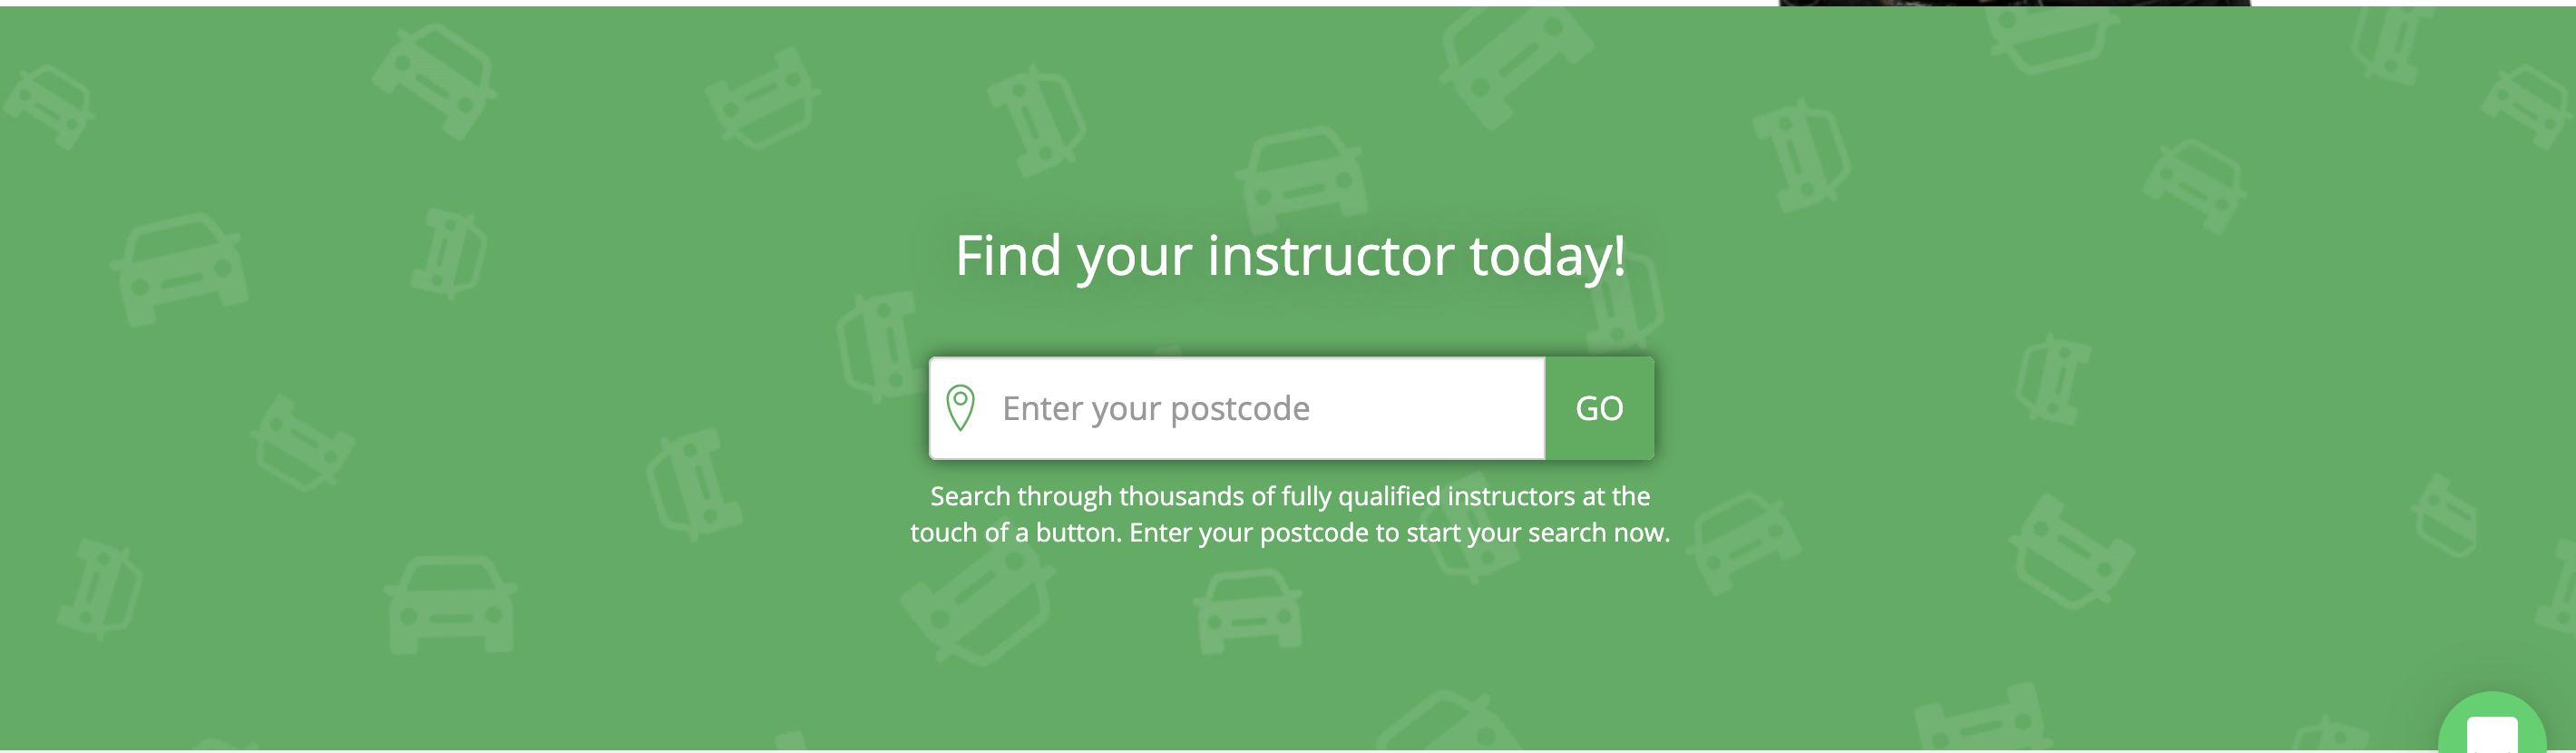 Find your instructor today!
Enter your postcode
GO
Search through thousands of fully qualified instructors at the
touch of a button. Enter your postcode to start your search now.